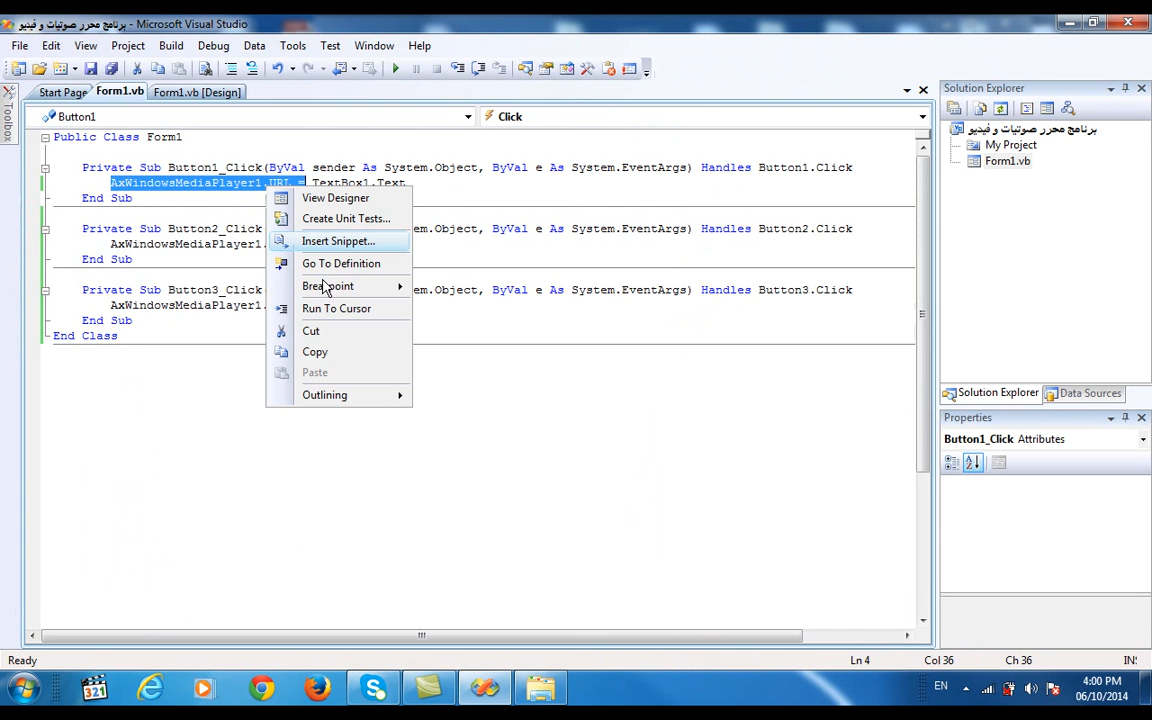 برنامج محرر صوتيات و فيديو - Microsoft Visual Studio
File Edit View Project Build Debug Data Tools Test Window Help
Start Page Form1.vb Form1.vb [Design]
Toolbox
Button1 Click
Public Class Form1
Private Sub Button1_Click(ByVal sender As System.Object, ByVal e As System.EventArgs) Handles Button1.Click
AxWindowsMediaPlayer1.URL = TextBox1.Text
End Sub
Private Sub Button2_Click em.Object, ByVal e As System.EventArgs) Handles Button2.Click
AxWindowsMediaPlayer1.
End Sub
Private Sub Button3_Click( em.Object, ByVal e As System.EventArgs) Handles Button3.Click
AxWindowsMediaPlayer1.
End Sub
End Class
View Designer
Create Unit Tests...
Insert Snippet...
Go To Definition
Breakpoint
Run To Cursor
Cut
Copy
Paste
Outlining
Solution Explorer
برنامج محرر صوتيات و فيديو
My Project
Form1.vb
Solution Explorer Data Sources
Properties
Button1_Click Attributes
Ready Ln 4 Col 36 Ch 36 IN
321
EN 4:00 PM
06/10/2014